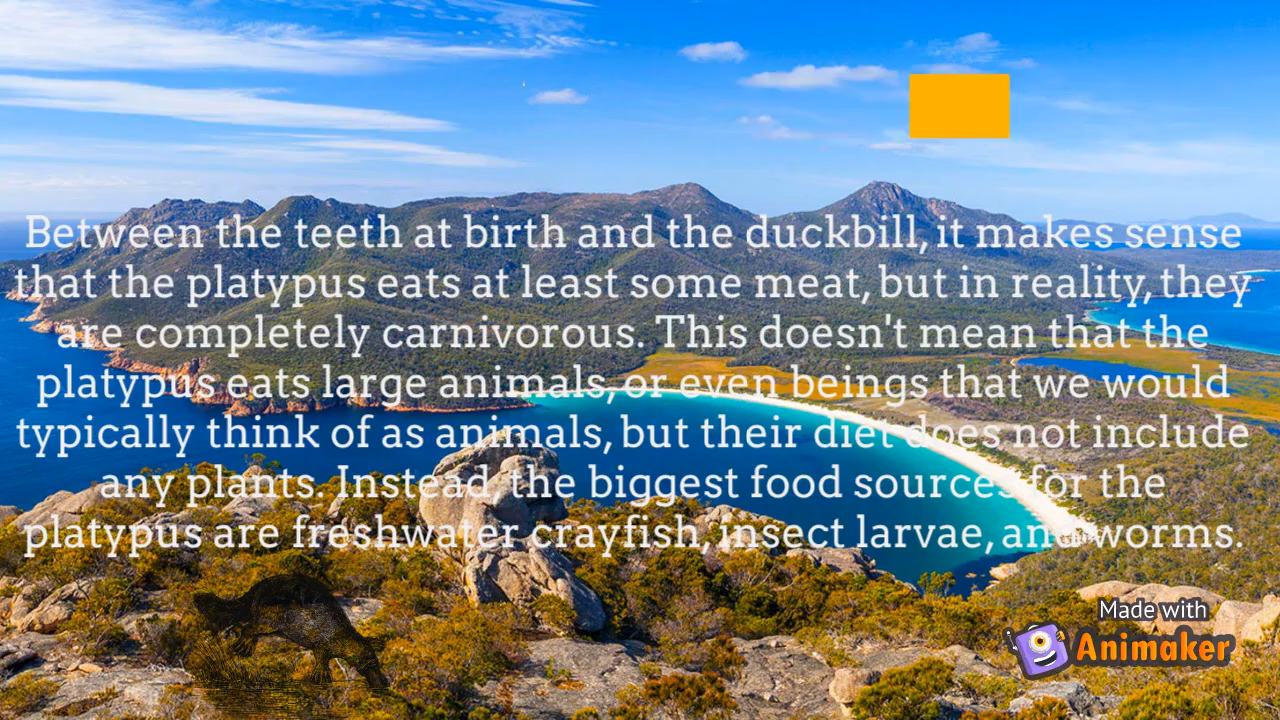 Between the teeth at birth and the duckbill, it makes sense
that the platypus eats at least some meat, but in reality, they
are completely carnivorous. This doesn't mean that the
platypus eats large animals, or even beings that we would
typically think of as animals, but their diet does not include
any plants. Instead, the biggest food sources for the
platypus are freshwater crayfish, insect larvae, and worms.
Made with
Animaker